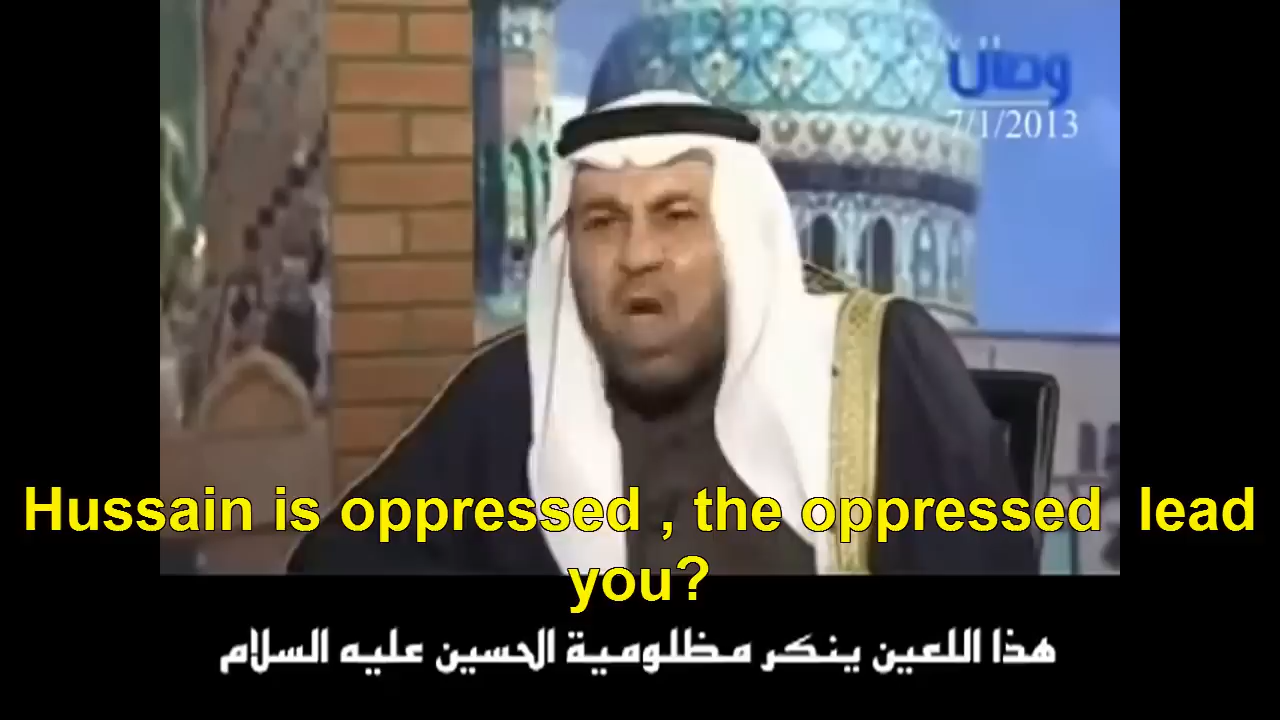 وصال
7/1/2013
Hussain is oppressed , the oppressed  lead
you?
هذا اللعين ينكر مظلومية الحسين عليه السلام